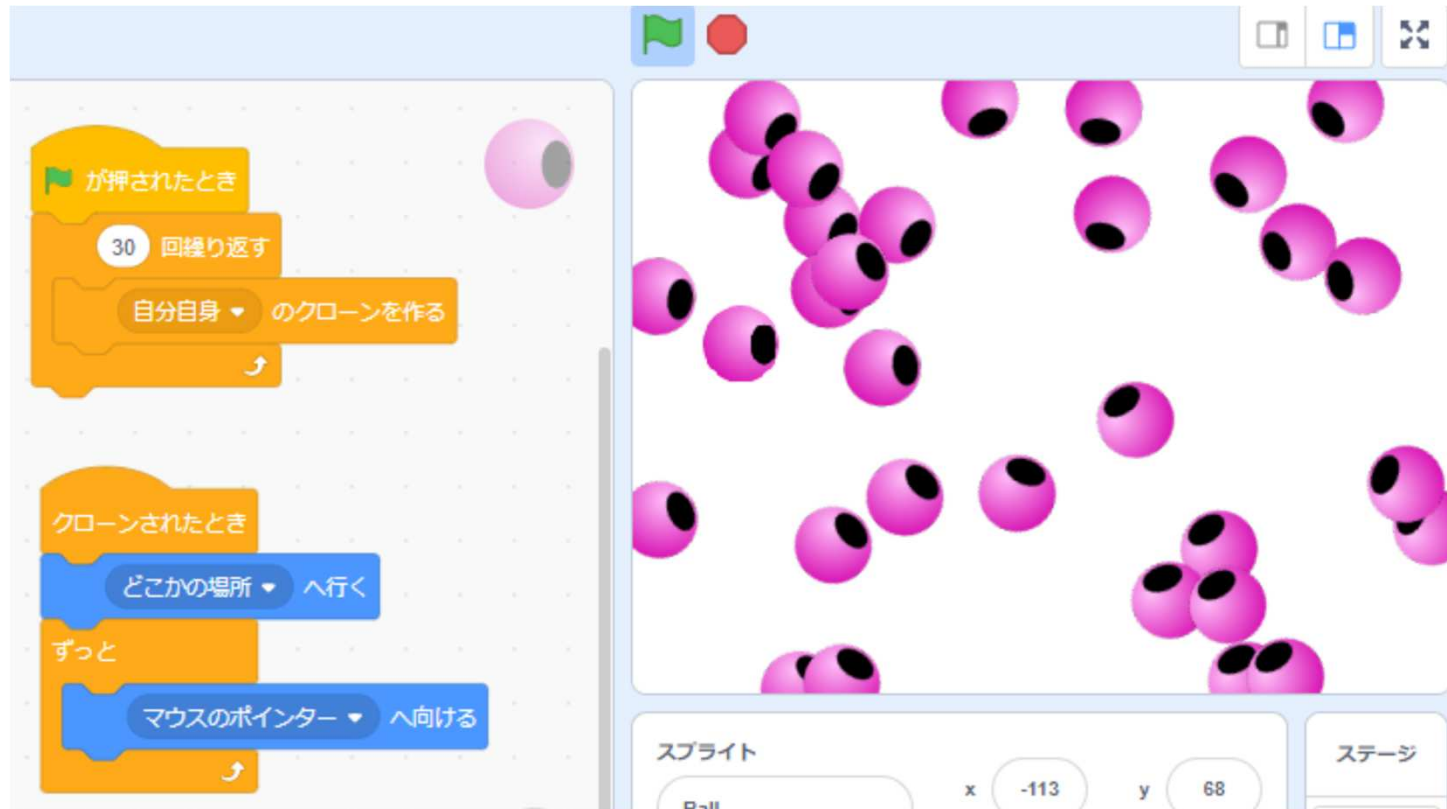 が押されたとき
30 回繰り返す
自分自身 のクローンを作る
クローンされたとき
どこかの場所 へ行く
ずっと
マウスのポインター へ向ける
スプライト
Ball
x -113 y 68
ステージ